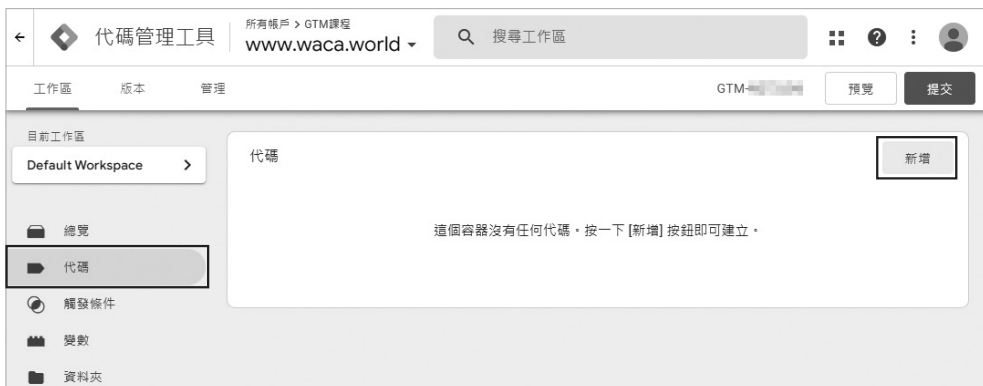 代碼管理工具
所有帳戶 > GTM課程
www.waca.world
搜尋工作區
工作區 版本 管理
GTM-
預覽
提交
目前工作區
Default Workspace
總覽
代碼
觸發條件
變數
資料夾
代碼
新增
這個容器沒有任何代碼。按一下 [新增] 按鈕即可建立。